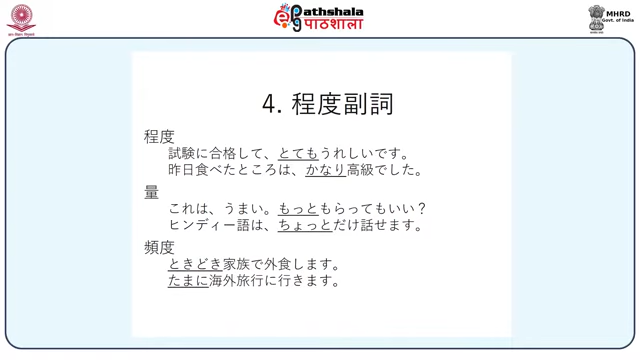 ePathshala
पाठशाला
MHRD
Govt. of India
4. 程度副詞
程度
試験に合格して、とてもうれしいです。
昨日食べたところは、かなり高級でした。
量
これは、うまい。もっともらってもいい？
ヒンディー語は、ちょっとだけ話せます。
頻度
ときどき家族で外食します。
たまに海外旅行に行きます。